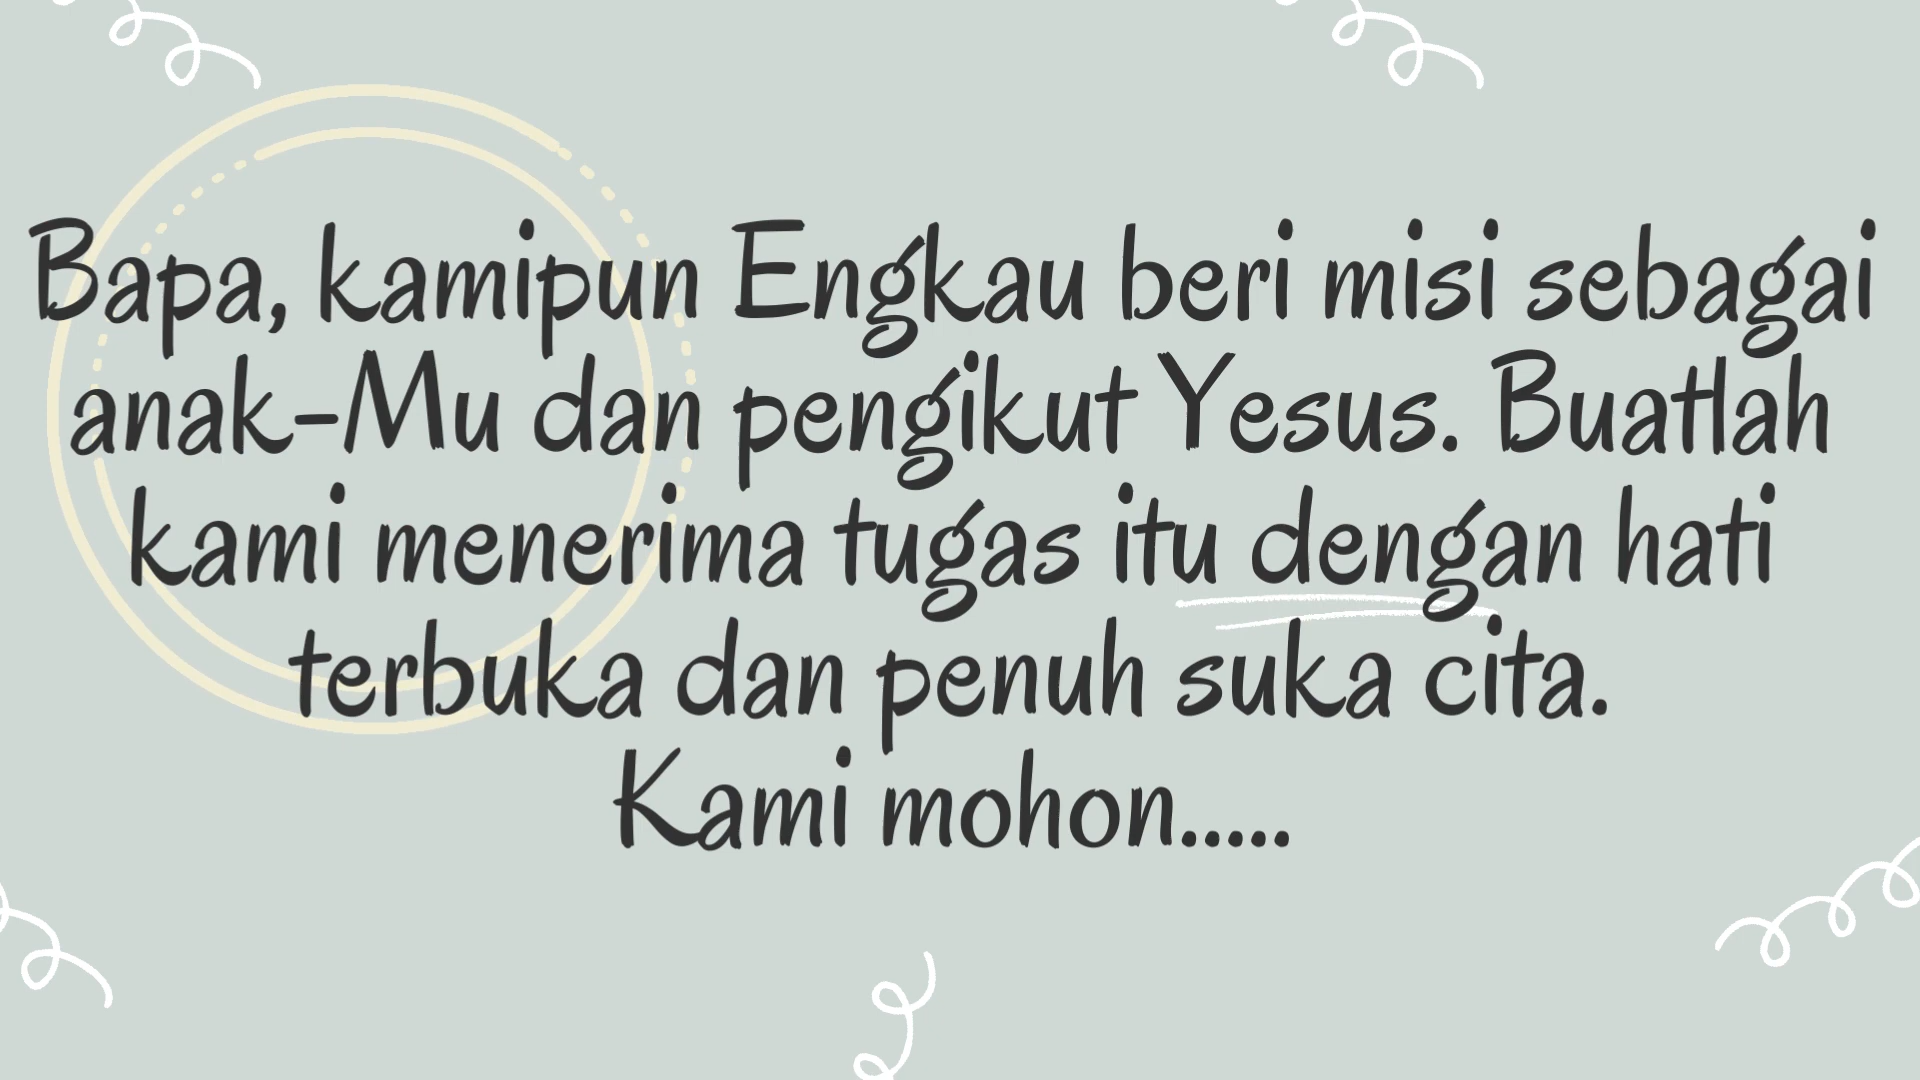 Bapa, kamipun Engkau beri misi sebagai
anak-Mu dan pengikut Yesus. Buatlah
kami menerima tugas itu dengan hati
terbuka dan penuh suka cita.
Kami mohon.....